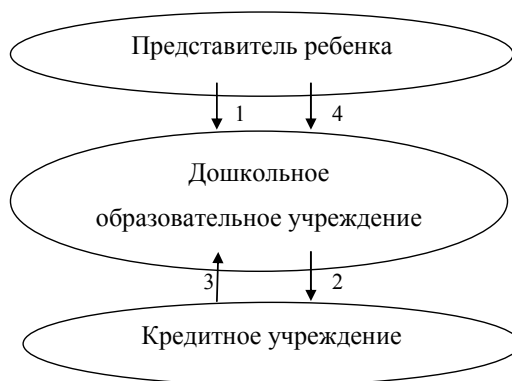 Представитель ребенка
1 4
Дошкольное
образовательное учреждение
3 2
Кредитное учреждение